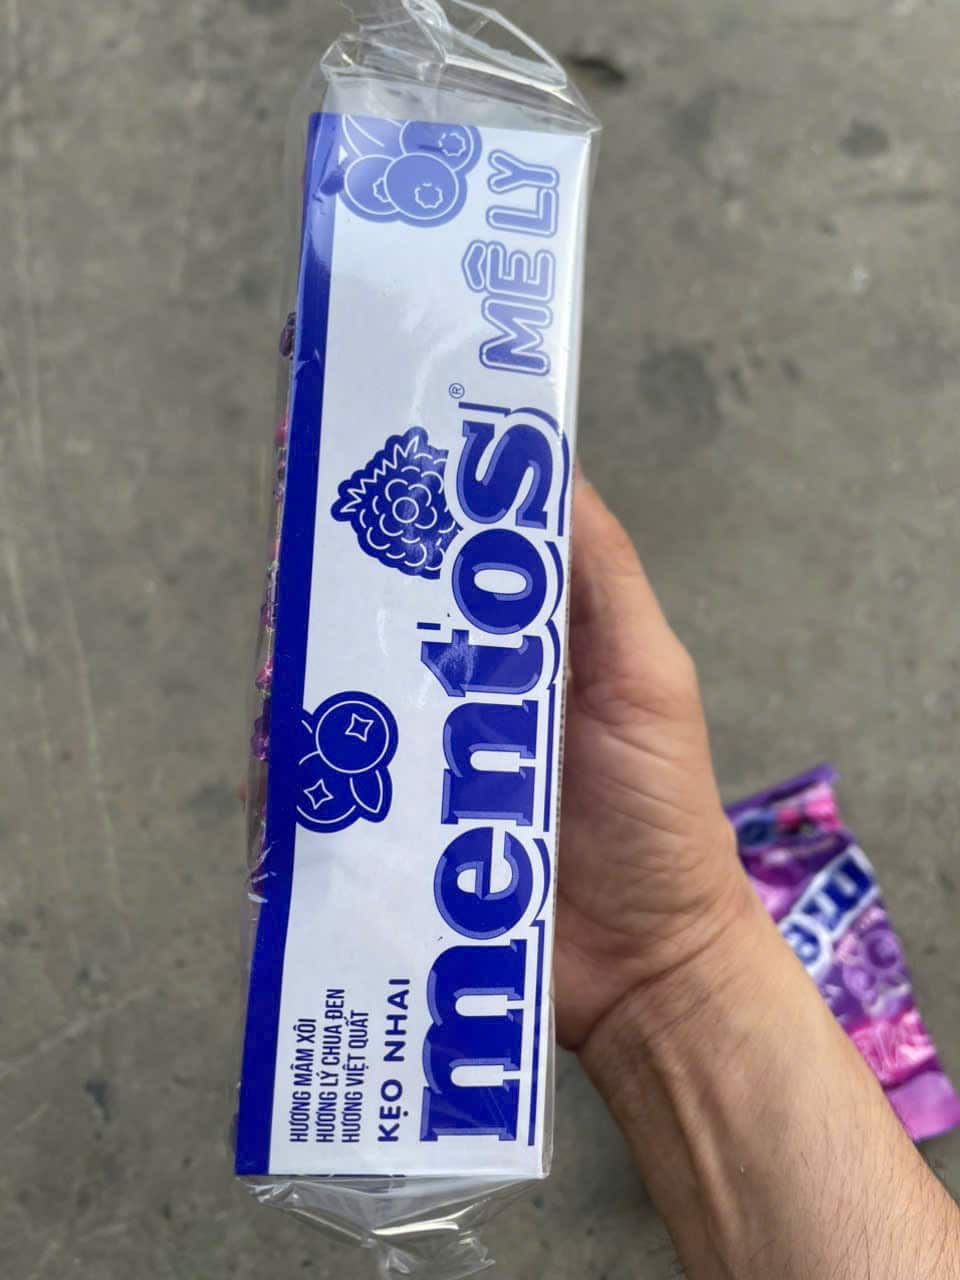 mentos® MÊ LY
KẸO NHAI
HƯƠNG MÂM XÔI
HƯƠNG LÝ CHUA ĐEN
HƯƠNG VIỆT QUẤT